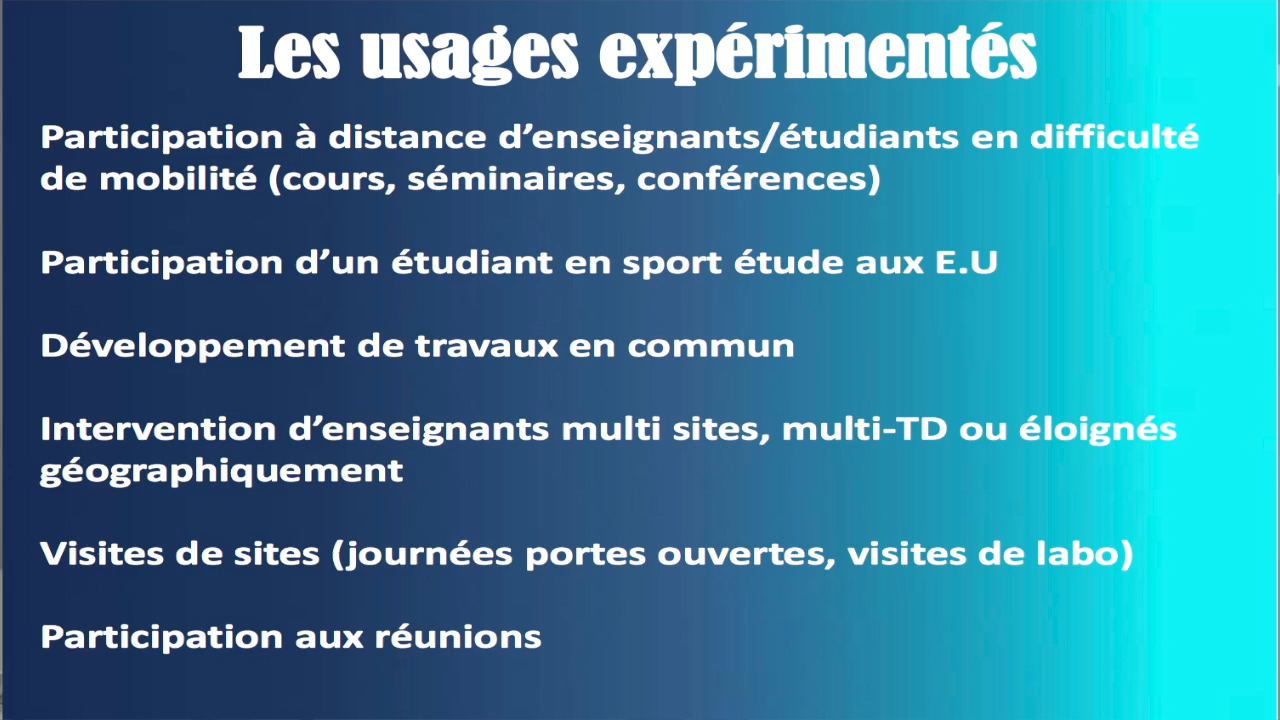 Les usages expérimentés
Participation à distance d’enseignants/étudiants en difficulté
de mobilité (cours, séminaires, conférences)
Participation d’un étudiant en sport étude aux E.U
Développement de travaux en commun
Intervention d’enseignants multi sites, multi-TD ou éloignés
géographiquement
Visites de sites (journées portes ouvertes, visites de labo)
Participation aux réunions